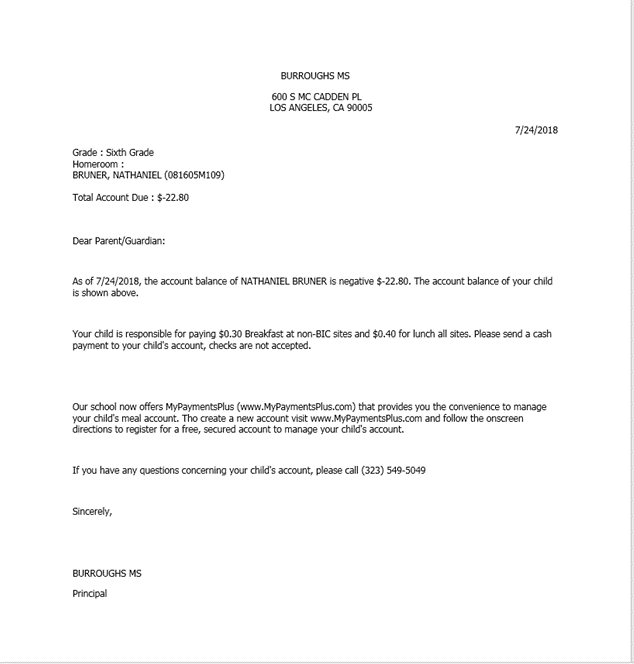 BURROUGHS MS
600 S MC CADDEN PL
LOS ANGELES, CA 90005
7/24/2018
Grade : Sixth Grade
Homeroom :
BRUNER, NATHANIEL (081605M109)
Total Account Due : $-22.80
Dear Parent/Guardian:
As of 7/24/2018, the account balance of NATHANIEL BRUNER is negative $-22.80. The account balance of your child
is shown above.
Your child is responsible for paying $0.30 Breakfast at non-BIC sites and $0.40 for lunch all sites. Please send a cash
payment to your child's account, checks are not accepted.
Our school now offers MyPaymentsPlus (www.MyPaymentsPlus.com) that provides you the convenience to manage
your child's meal account. Tho create a new account visit www.MyPaymentsPlus.com and follow the onscreen
directions to register for a free, secured account to manage your child's account.
If you have any questions concerning your child's account, please call (323) 549-5049
Sincerely,
BURROUGHS MS
Principal